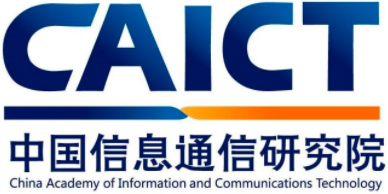 CAICT
中国信息通信研究院
China Academy of Information and Communications Technology